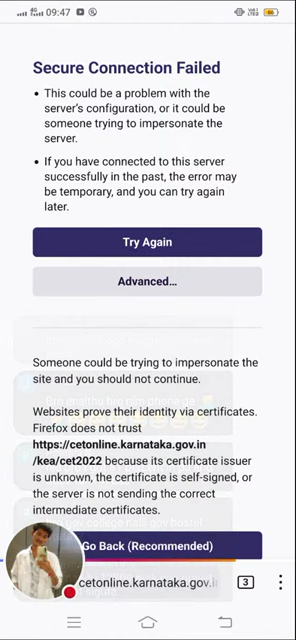 4G 09:47
Secure Connection Failed
• This could be a problem with the
server's configuration, or it could be
someone trying to impersonate the
server.
• If you have connected to this server
successfully in the past, the error may
be temporary, and you can try again
later.
Try Again
Advanced...
Someone could be trying to impersonate the
site and you should not continue.
Websites prove their identity via certificates.
Firefox does not trust
https://cetonline.karnataka.gov.in
/kea/cet2022 because its certificate issuer
is unknown, the certificate is self-signed, or
the server is not sending the correct
intermediate certificates.
Go Back (Recommended)
cetonline.karnataka.gov.i
3